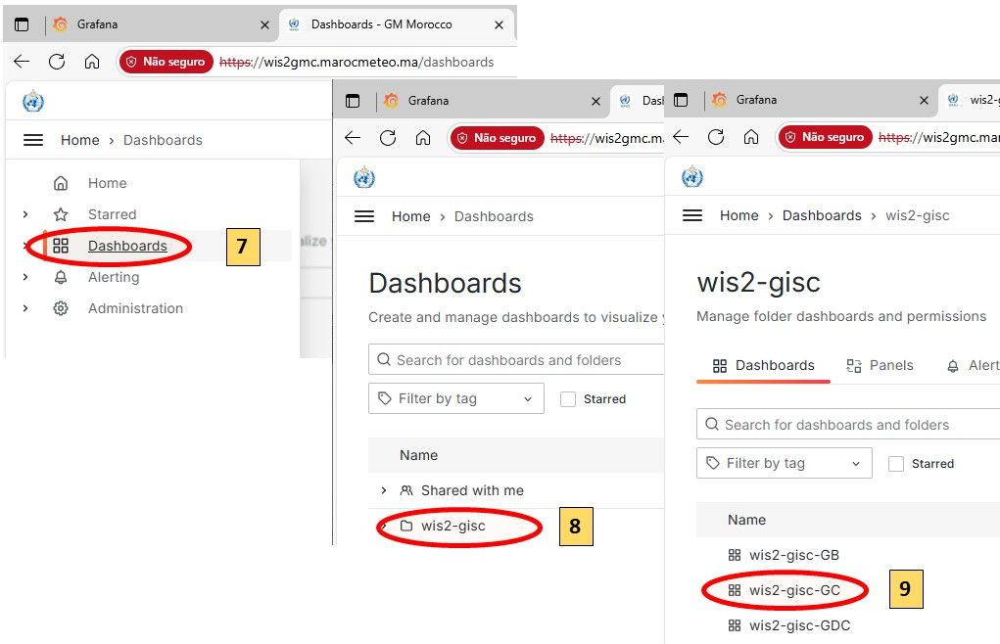 Grafana
Dashboards - GM Morocco
Não seguro
https://wis2gmc.marocmeteo.ma/dashboards
Home › Dashboards
Home
Starred
Dashboards
7
Alerting
Administration
Grafana
Não seguro
https://wis2gmc.
Home › Dashboards
Dashboards
Create and manage dashboards to visualize
Search for dashboards and folders
Filter by tag
Starred
Name
Shared with me
wis2-gisc
8
Grafana
wis2-g
Não seguro
https://wis2gmc.mar
Home › Dashboards › wis2-gisc
wis2-gisc
Manage folder dashboards and permissions
Dashboards
Panels
Alert
Search for dashboards and folders
Filter by tag
Starred
Name
wis2-gisc-GB
wis2-gisc-GC
9
wis2-gisc-GDC